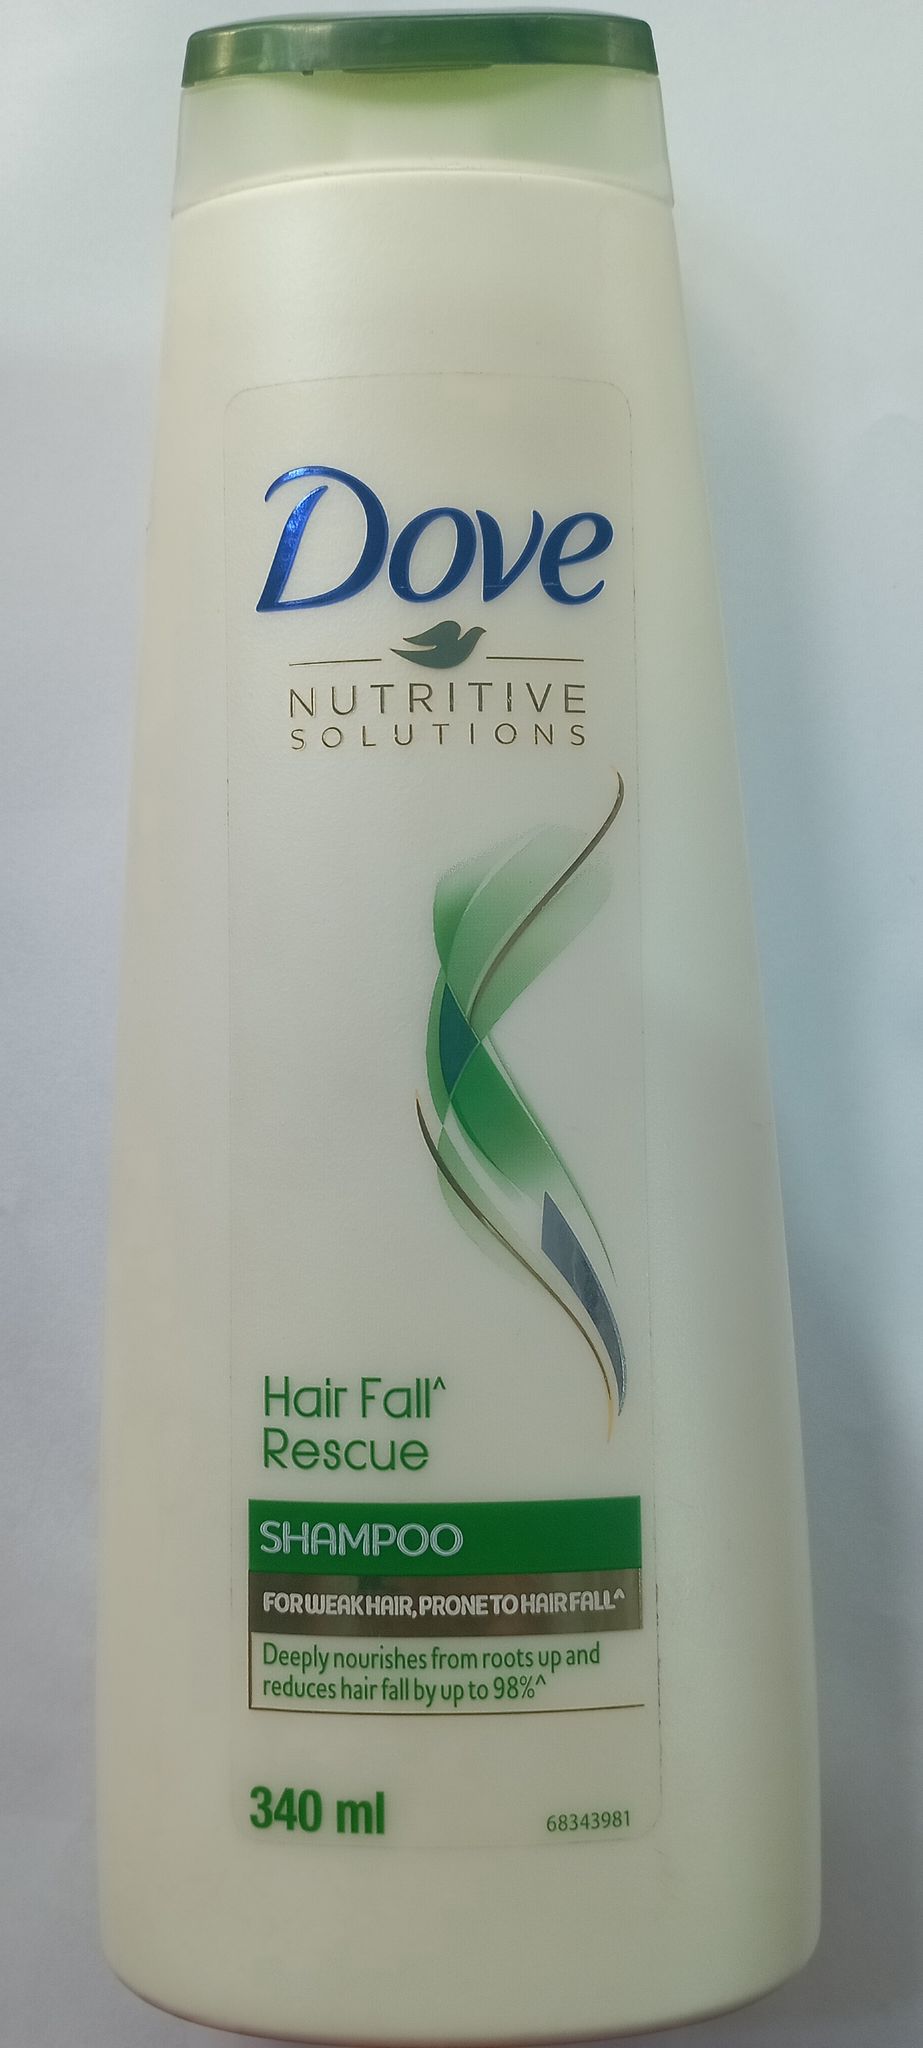 Dove
NUTRITIVE
SOLUTIONS
Hair Fall^
Rescue
SHAMPOO
FOR WEAK HAIR, PRONE TO HAIR FALL^
Deeply nourishes from roots up and
reduces hair fall by up to 98%^
340 ml
68343981